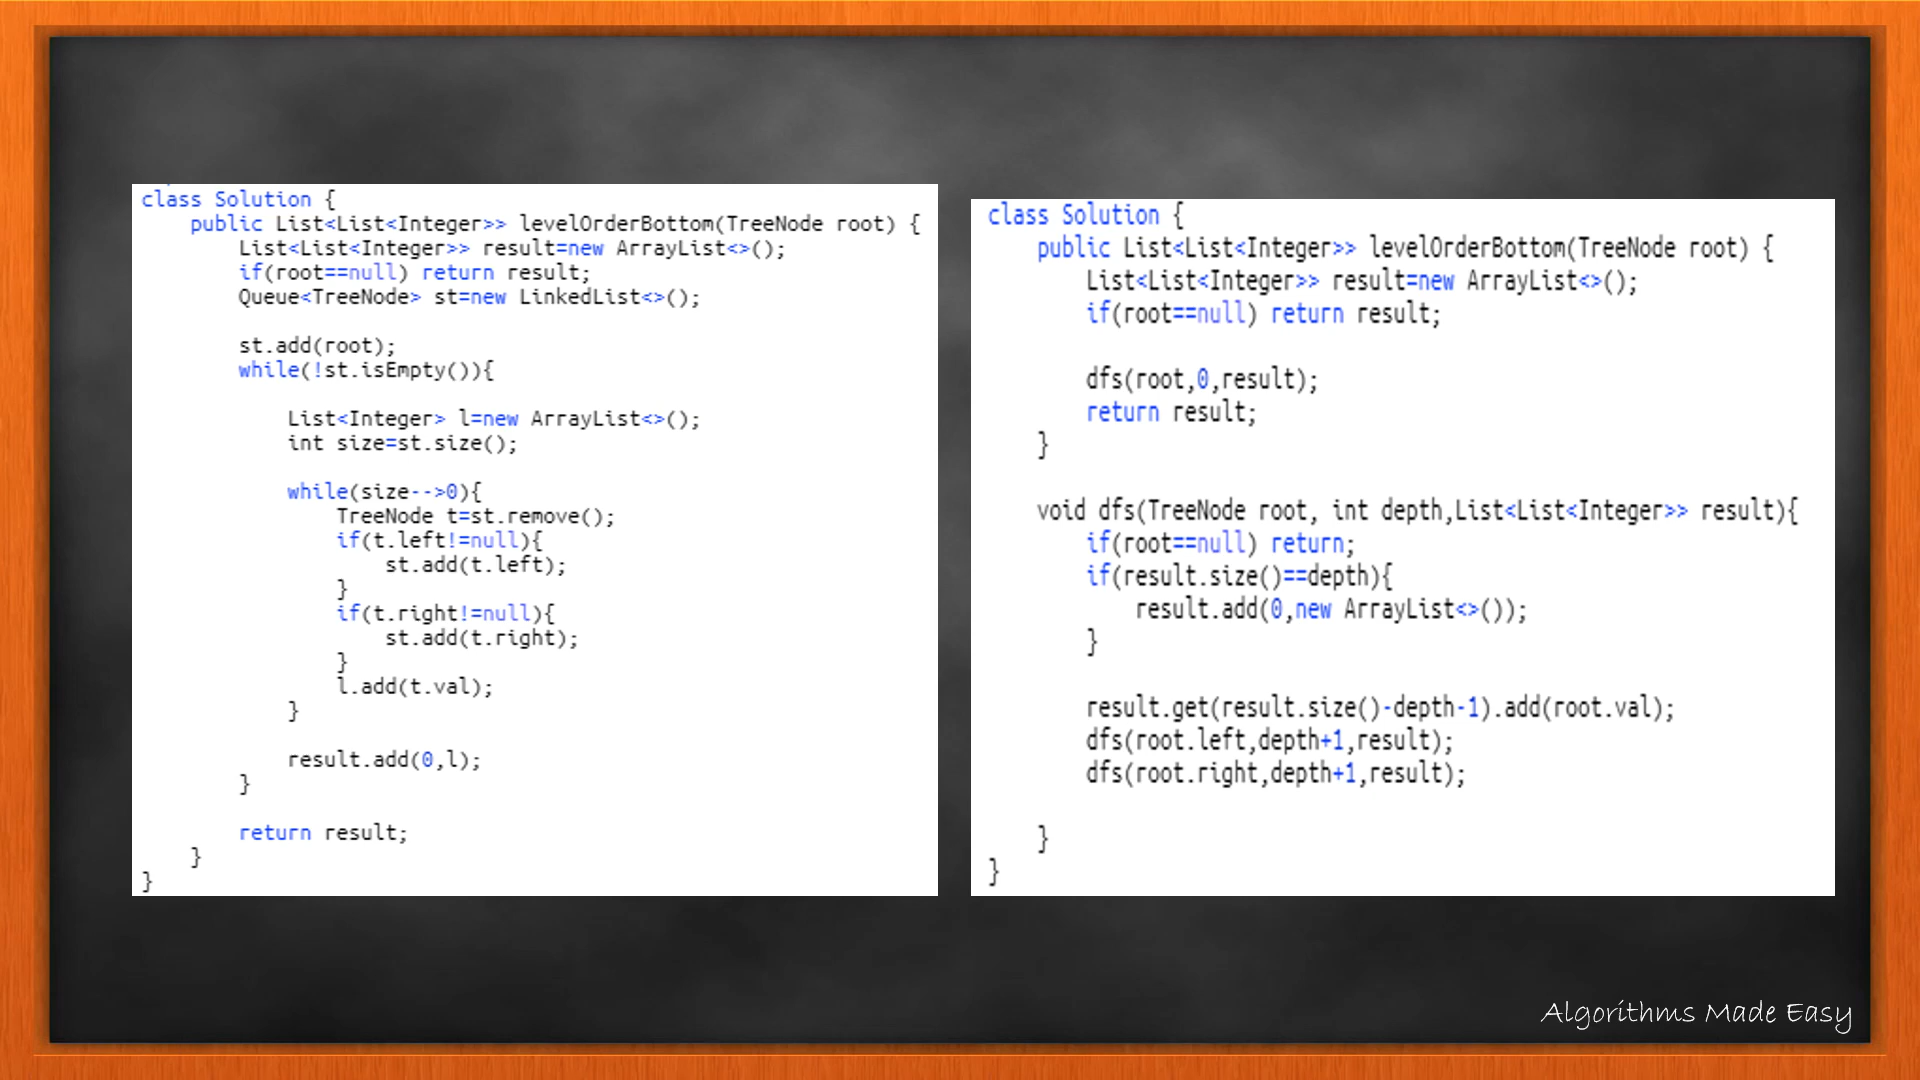 class Solution {
public List<List<Integer>> levelOrderBottom(TreeNode root) {
List<List<Integer>> result=new ArrayList<>();
if(root==null) return result;
Queue<TreeNode> st=new LinkedList<>();
st.add(root);
while(!st.isEmpty()){
List<Integer> l=new ArrayList<>();
int size=st.size();
while(size-->0){
TreeNode t=st.remove();
if(t.left!=null){
st.add(t.left);
}
if(t.right!=null){
st.add(t.right);
}
l.add(t.val);
}
result.add(0,l);
}
return result;
}
}
class Solution {
public List<List<Integer>> levelOrderBottom(TreeNode root) {
List<List<Integer>> result=new ArrayList<>();
if(root==null) return result;
dfs(root,0,result);
return result;
}
void dfs(TreeNode root, int depth,List<List<Integer>> result){
if(root==null) return;
if(result.size()==depth){
result.add(0,new ArrayList<>());
}
result.get(result.size()-depth-1).add(root.val);
dfs(root.left,depth+1,result);
dfs(root.right,depth+1,result);
}
}
Algorithms Made Easy